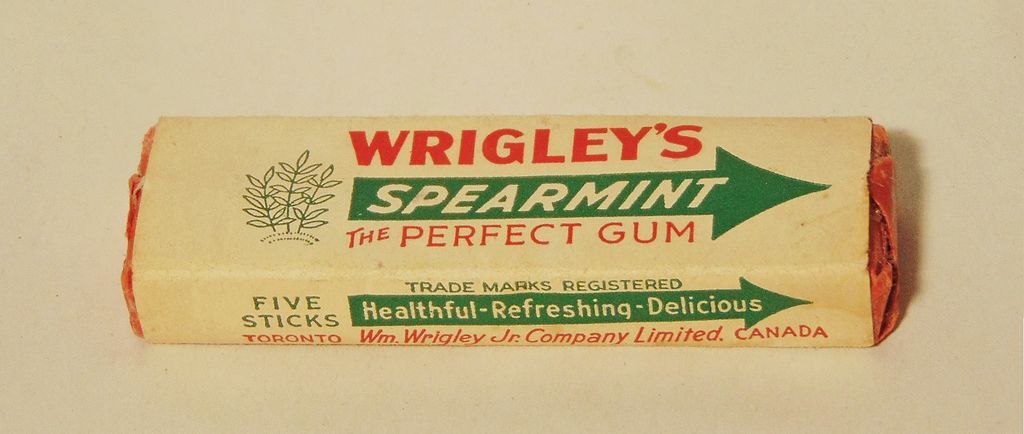 WRIGLEY'S
SPEARMINT
THE PERFECT GUM
TRADE MARKS REGISTERED
FIVE STICKS
Healthful-Refreshing-Delicious
TORONTO Wm. Wrigley Jr. Company Limited. CANADA